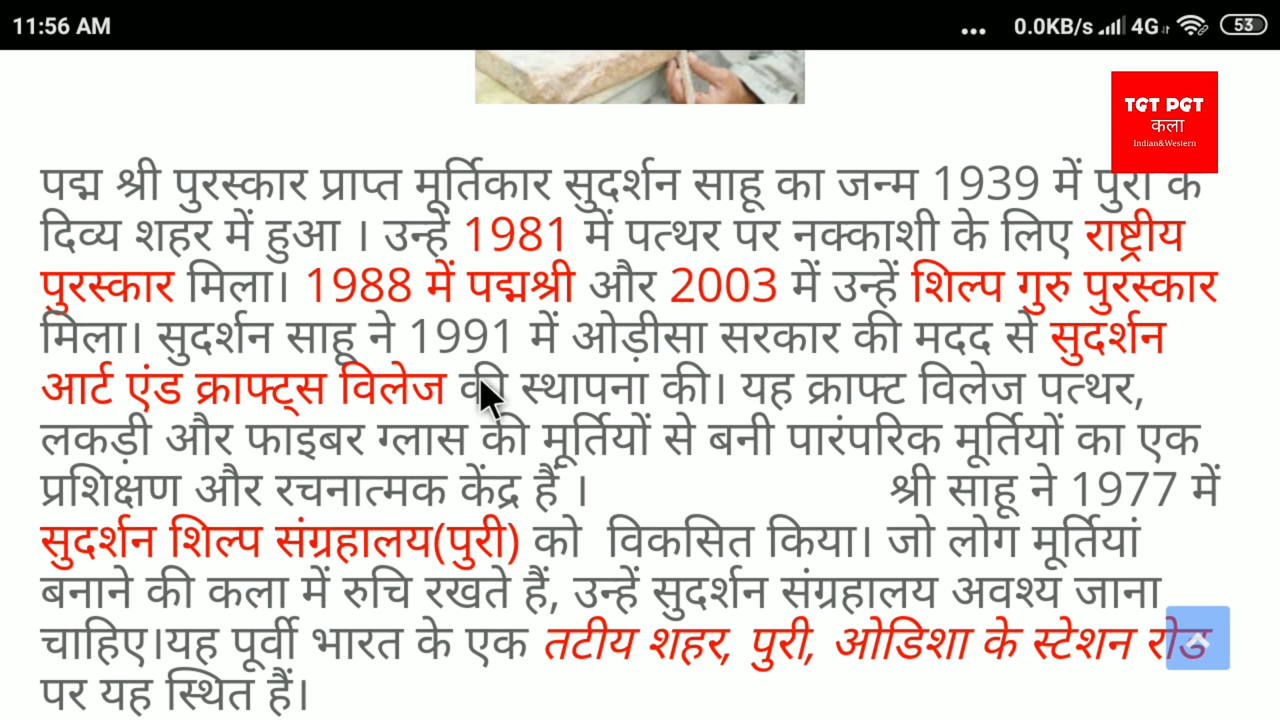 11:56 AM ... 0.0KB/s 4G 53
TGT PGT
कला
Indian&Western
पद्म श्री पुरस्कार प्राप्त मूर्तिकार सुदर्शन साहू का जन्म 1939 में पुरी के
दिव्य शहर में हुआ । उन्हें 1981 में पत्थर पर नक्काशी के लिए राष्ट्रीय
पुरस्कार मिला। 1988 में पद्मश्री और 2003 में उन्हें शिल्प गुरु पुरस्कार
मिला। सुदर्शन साहू ने 1991 में ओड़ीसा सरकार की मदद से सुदर्शन
आर्ट एंड क्राफ्ट्स विलेज की स्थापना की। यह क्राफ्ट विलेज पत्थर,
लकड़ी और फाइबर ग्लास की मूर्तियों से बनी पारंपरिक मूर्तियों का एक
प्रशिक्षण और रचनात्मक केंद्र हैं । श्री साहू ने 1977 में
सुदर्शन शिल्प संग्रहालय(पुरी) को विकसित किया। जो लोग मूर्तियां
बनाने की कला में रुचि रखते हैं, उन्हें सुदर्शन संग्रहालय अवश्य जाना
चाहिए।यह पूर्वी भारत के एक तटीय शहर, पुरी, ओडिशा के स्टेशन रोड
पर यह स्थित हैं।